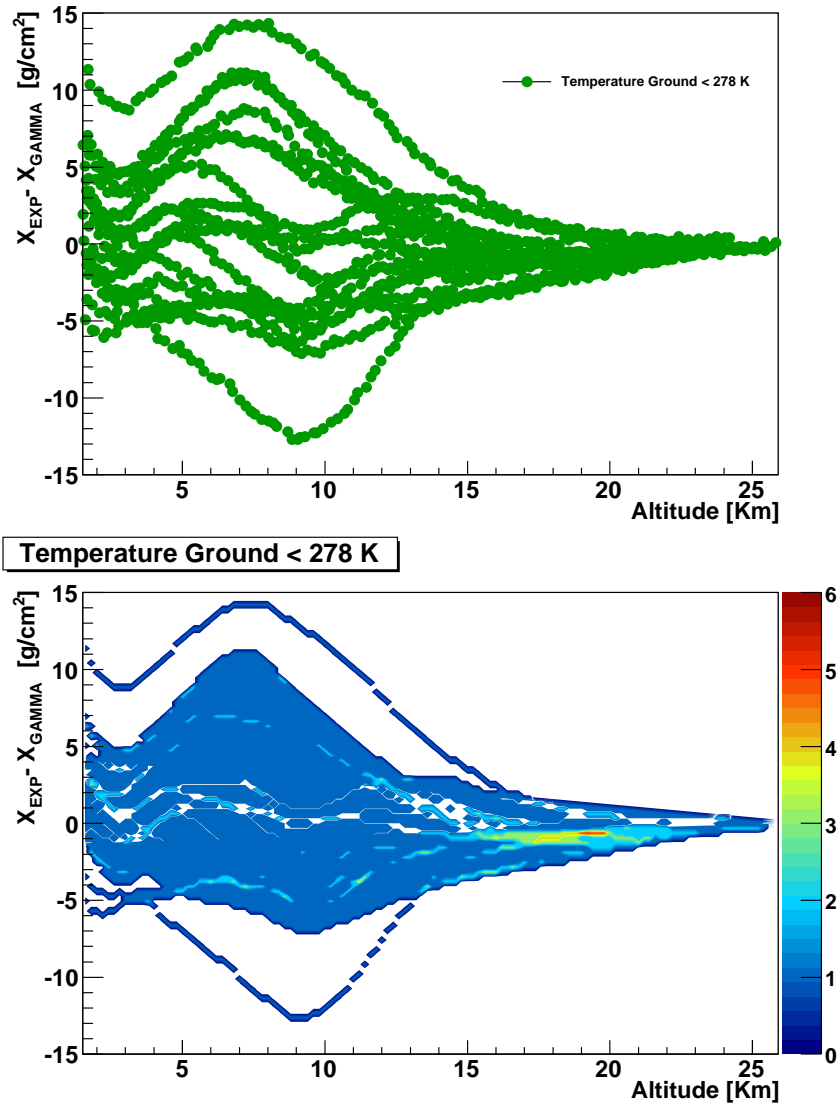 15
10
5
0
-5
-10
-15
X_EXP- X_GAMMA [g/cm²]
Temperature Ground < 278 K
5 10 15 20 25
Altitude [Km]
Temperature Ground < 278 K
15
10
5
0
-5
-10
-15
X_EXP- X_GAMMA [g/cm²]
6
5
4
3
2
1
0
5 10 15 20 25
Altitude [Km]